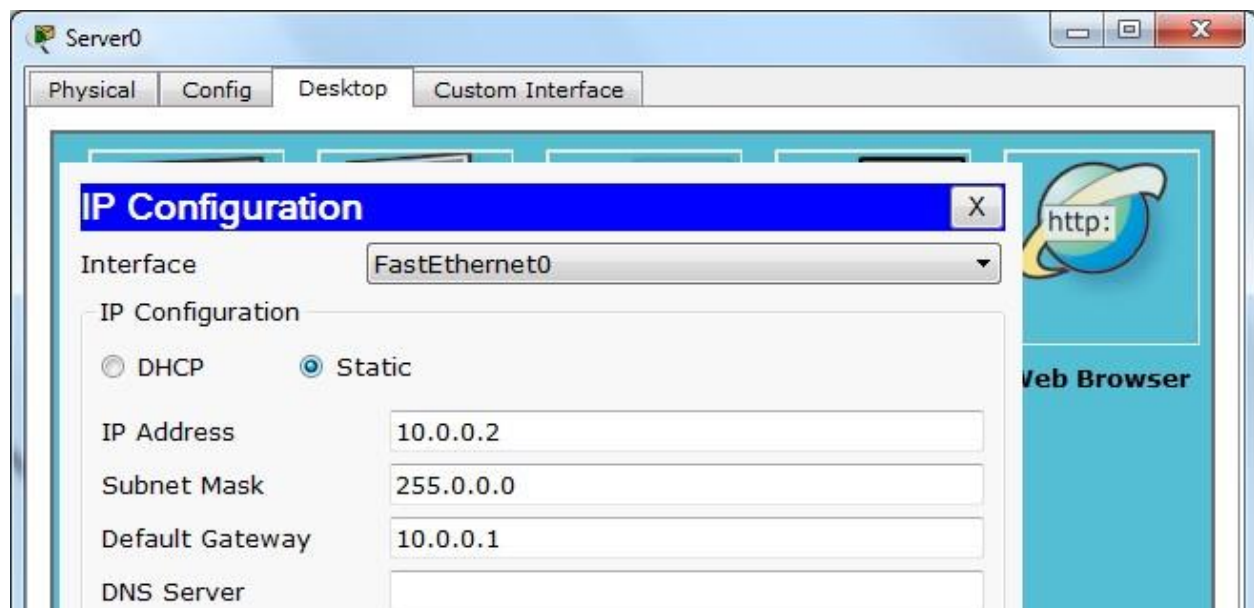 Server0
Physical Config Desktop Custom Interface
http:
IP Configuration X
Interface FastEthernet0
IP Configuration
DHCP Static
Web Browser
IP Address 10.0.0.2
Subnet Mask 255.0.0.0
Default Gateway 10.0.0.1
DNS Server